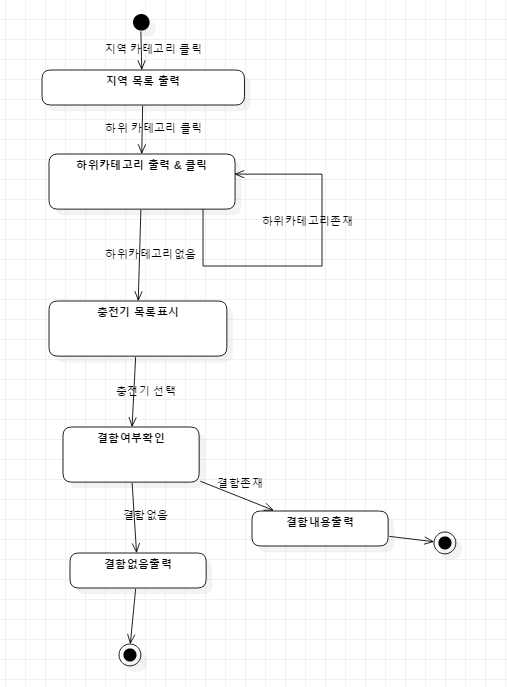 지역 카테고리 클릭
지역 목록 출력
하위 카테고리 클릭
하위카테고리 출력 & 클릭
하위카테고리존재
하위카테고리없음
충전기 목록표시
충전기 선택
결함여부확인
결함존재
결함없음
결함내용출력
결함없음출력